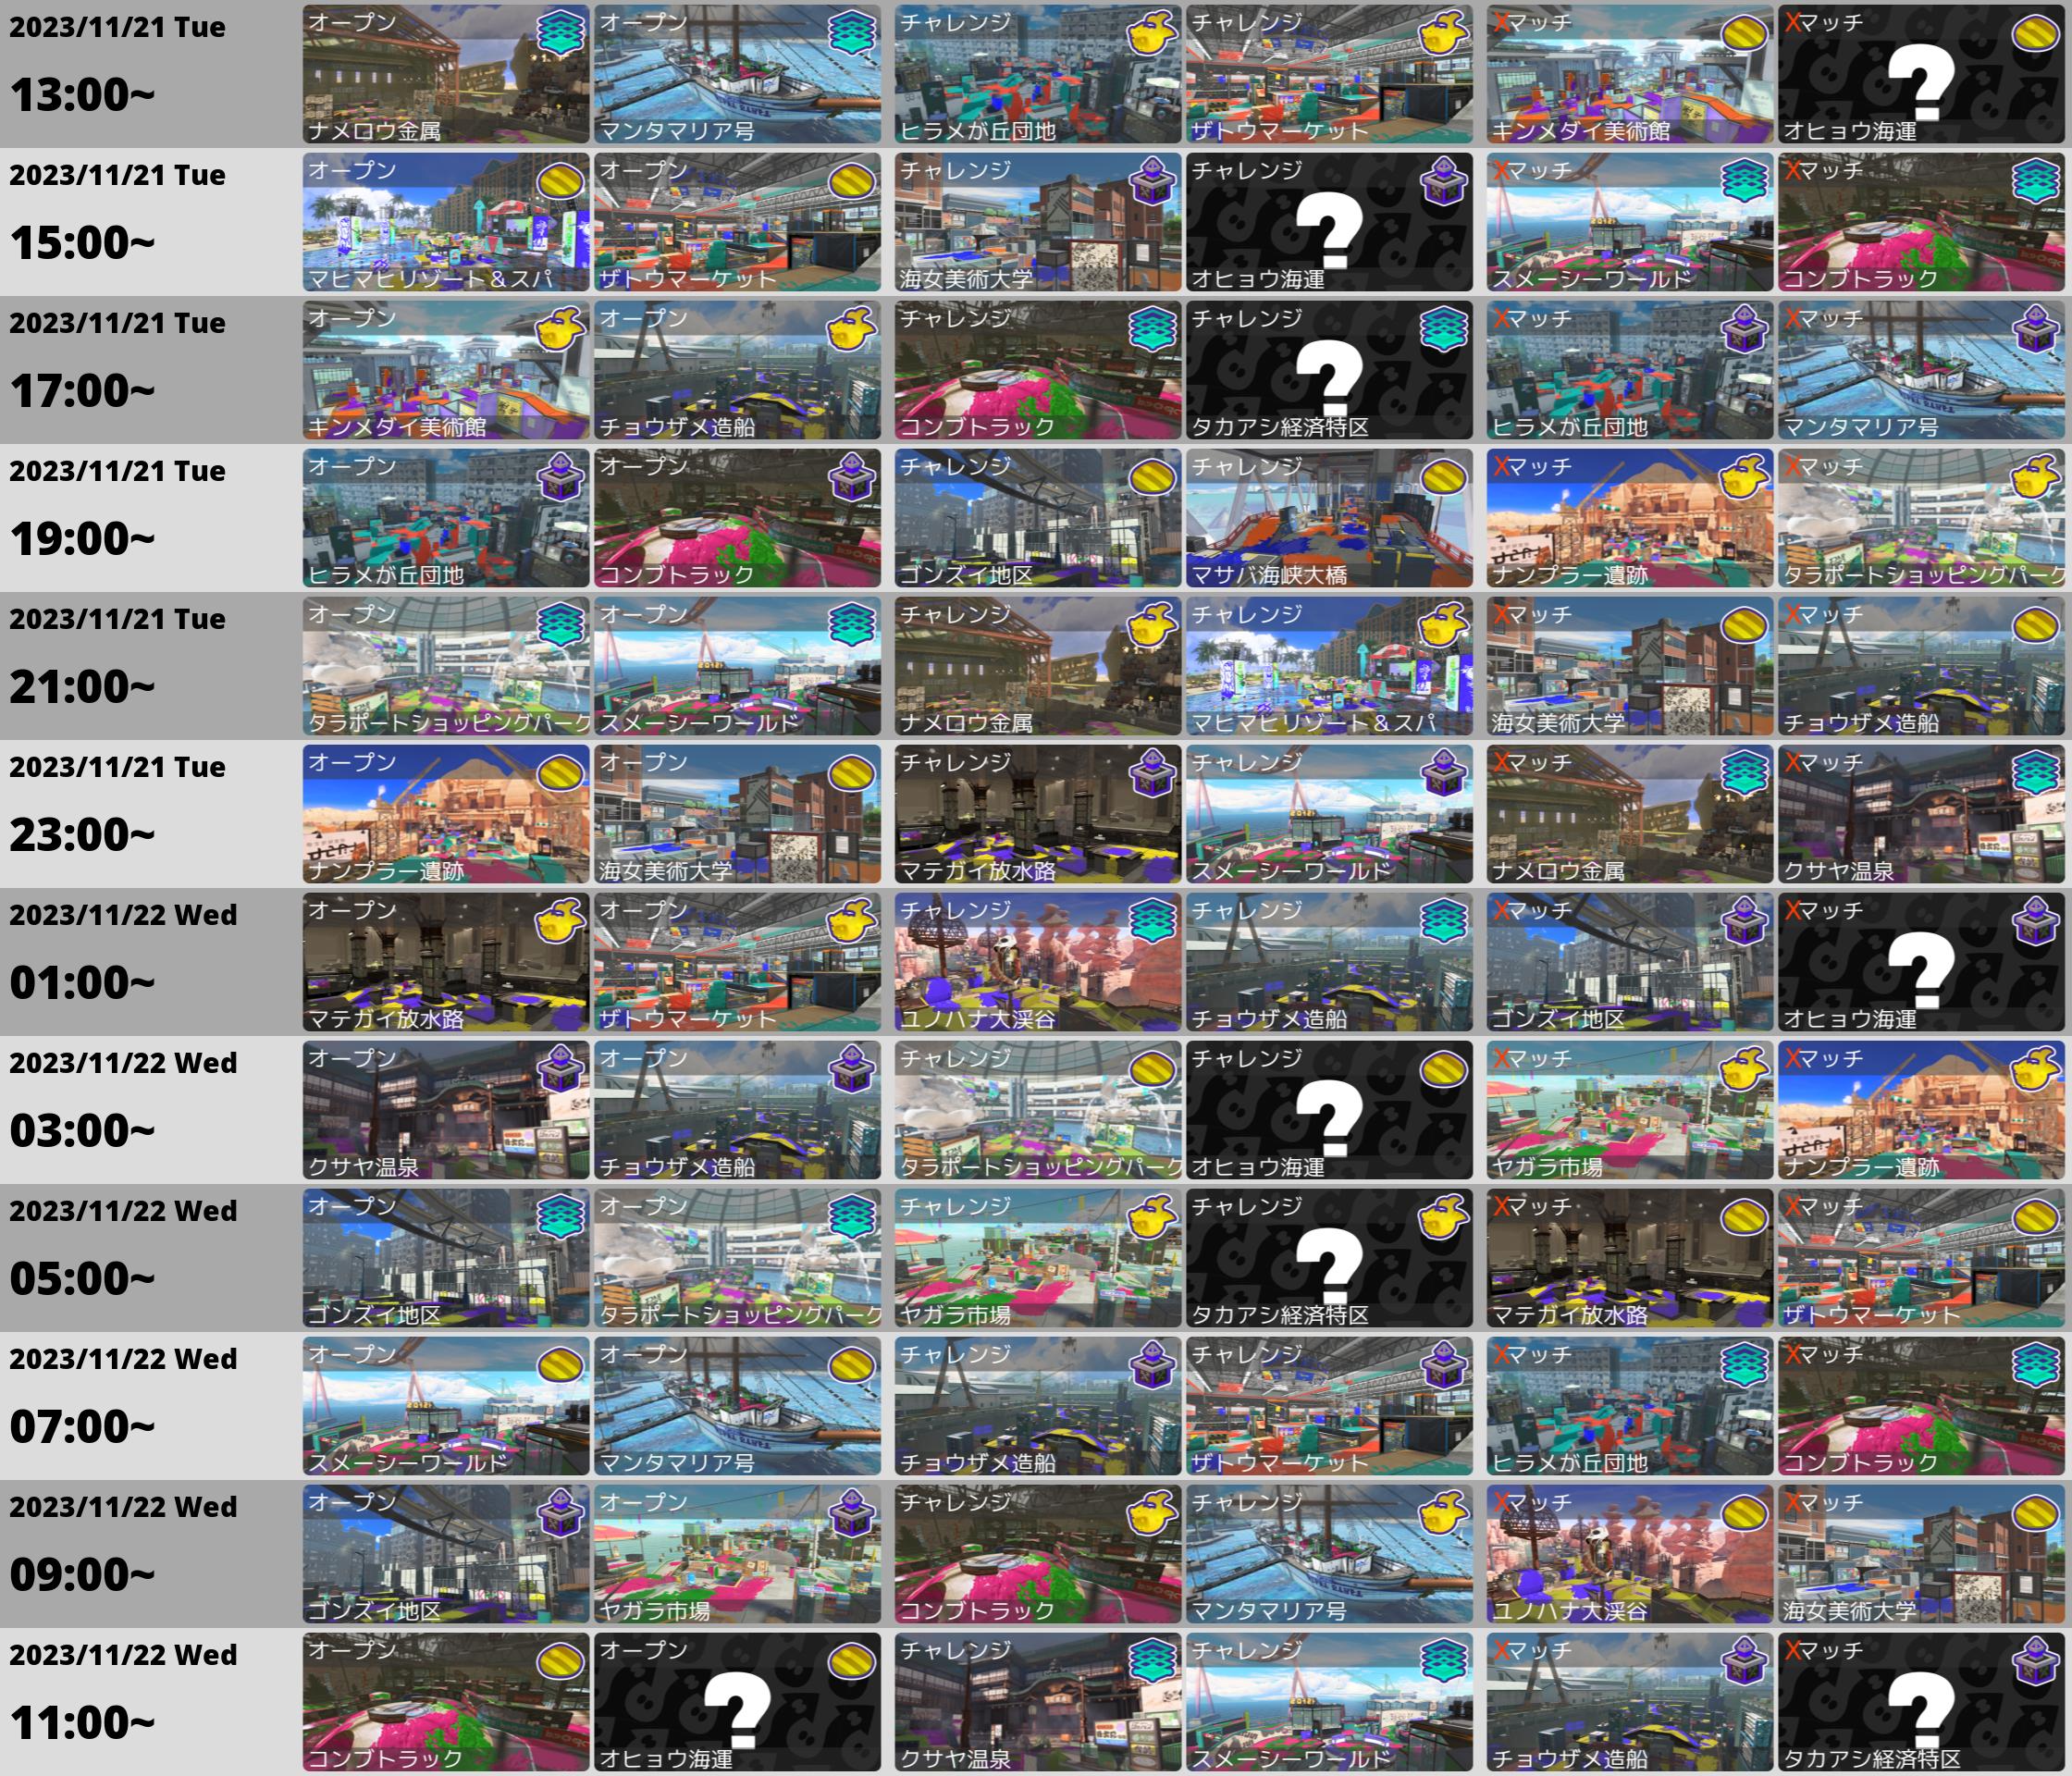 2023/11/21 Tue
13:00~
オープン オープン チャレンジ チャレンジ Xマッチ Xマッチ
ナメロウ金属 マンタマリア号 ヒラメが丘団地 ザトウマーケット キンメダイ美術館 オヒョウ海運
2023/11/21 Tue
15:00~
オープン オープン チャレンジ チャレンジ Xマッチ Xマッチ
マヒマヒリゾート＆スパ ザトウマーケット 海女美術大学 オヒョウ海運 スメーシーワールド コンブトラック
2023/11/21 Tue
17:00~
オープン オープン チャレンジ チャレンジ Xマッチ Xマッチ
キンメダイ美術館 チョウザメ造船 コンブトラック タカアシ経済特区 ヒラメが丘団地 マンタマリア号
2023/11/21 Tue
19:00~
オープン オープン チャレンジ チャレンジ Xマッチ Xマッチ
ヒラメが丘団地 コンブトラック ゴンズイ地区 マサバ海峡大橋 ナンプラー遺跡 タラポートショッピングパーク
2023/11/21 Tue
21:00~
オープン オープン チャレンジ チャレンジ Xマッチ Xマッチ
タラポートショッピングパーク スメーシーワールド ナメロウ金属 マヒマヒリゾート＆スパ 海女美術大学 チョウザメ造船
2023/11/21 Tue
23:00~
オープン オープン チャレンジ チャレンジ Xマッチ Xマッチ
ナンプラー遺跡 海女美術大学 マテガイ放水路 スメーシーワールド ナメロウ金属 クサヤ温泉
2023/11/22 Wed
01:00~
オープン オープン チャレンジ チャレンジ Xマッチ Xマッチ
マテガイ放水路 ザトウマーケット ユノハナ大渓谷 チョウザメ造船 ゴンズイ地区 オヒョウ海運
2023/11/22 Wed
03:00~
オープン オープン チャレンジ チャレンジ Xマッチ Xマッチ
クサヤ温泉 チョウザメ造船 タラポートショッピングパーク オヒョウ海運 ヤガラ市場 ナンプラー遺跡
2023/11/22 Wed
05:00~
オープン オープン チャレンジ チャレンジ Xマッチ Xマッチ
ゴンズイ地区 タラポートショッピングパーク ヤガラ市場 タカアシ経済特区 マテガイ放水路 ザトウマーケット
2023/11/22 Wed
07:00~
オープン オープン チャレンジ チャレンジ Xマッチ Xマッチ
スメーシーワールド マンタマリア号 チョウザメ造船 ザトウマーケット ヒラメが丘団地 コンブトラック
2023/11/22 Wed
09:00~
オープン オープン チャレンジ チャレンジ Xマッチ Xマッチ
ゴンズイ地区 ヤガラ市場 コンブトラック マンタマリア号 ユノハナ大渓谷 海女美術大学
2023/11/22 Wed
11:00~
オープン オープン チャレンジ チャレンジ Xマッチ Xマッチ
コンブトラック オヒョウ海運 クサヤ温泉 スメーシーワールド チョウザメ造船 タカアシ経済特区